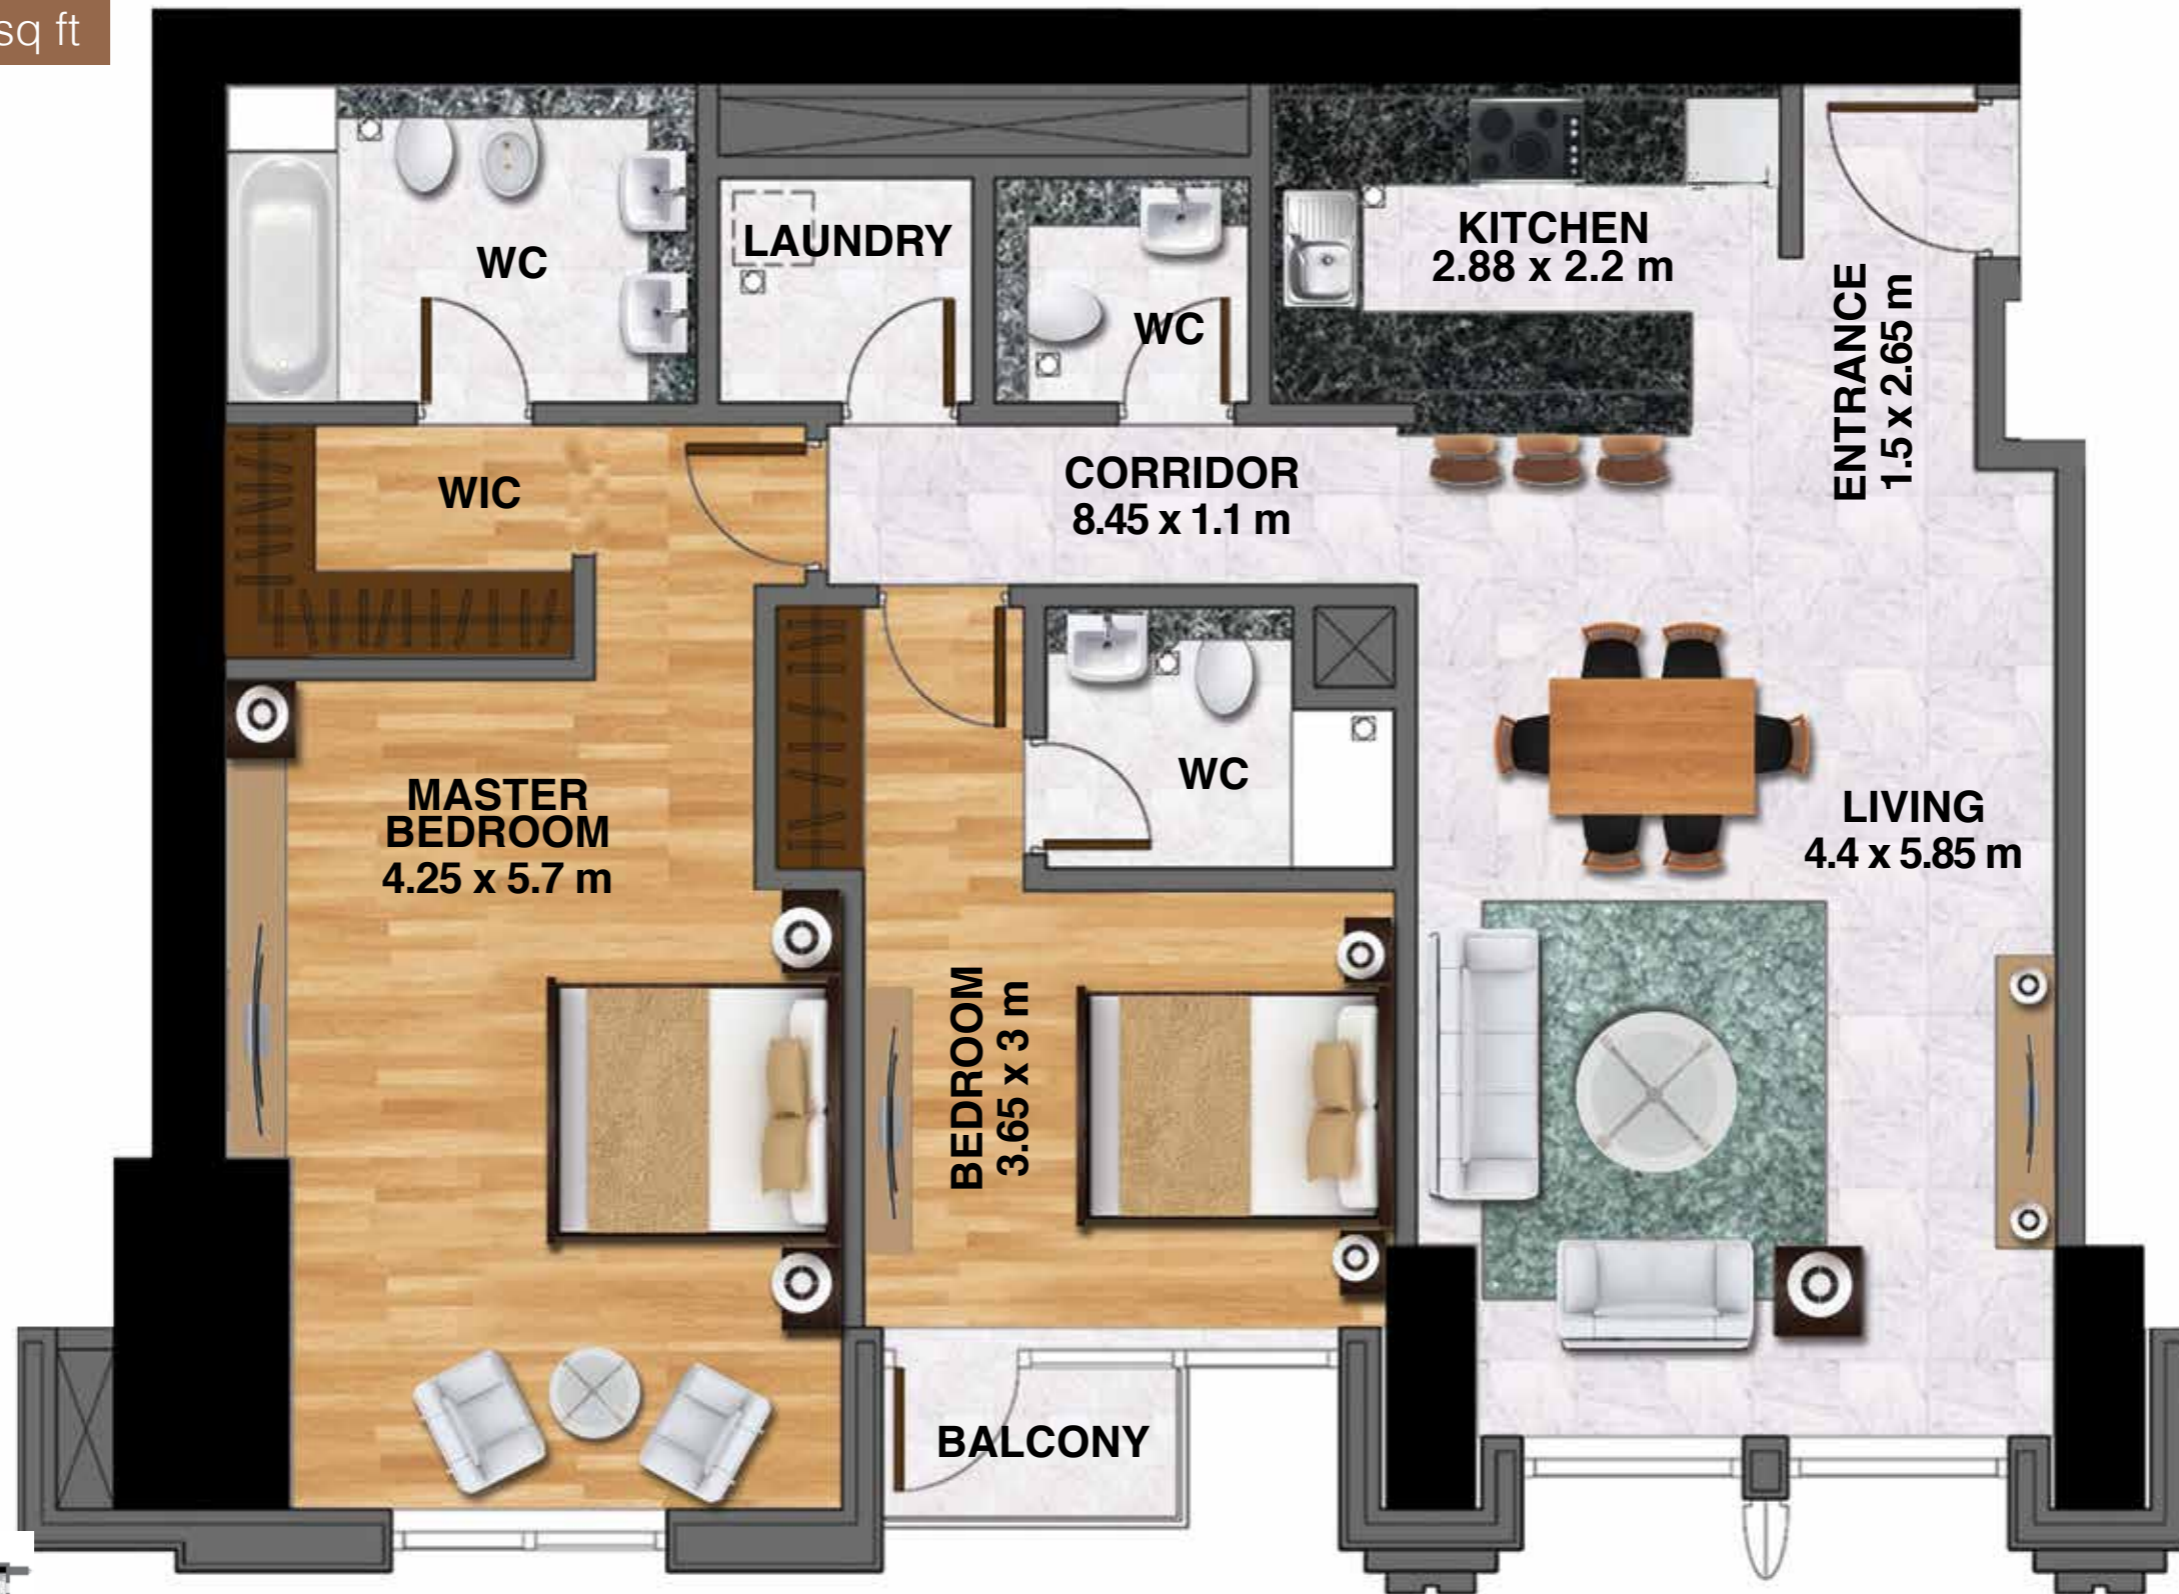 sq ft
WC
LAUNDRY
WC
KITCHEN
2.88 x 2.2 m
ENTRANCE
1.5 x 2.65 m
WIC
CORRIDOR
8.45 x 1.1 m
MASTER
BEDROOM
4.25 x 5.7 m
WC
LIVING
4.4 x 5.85 m
BEDROOM
3.65 x 3 m
BALCONY